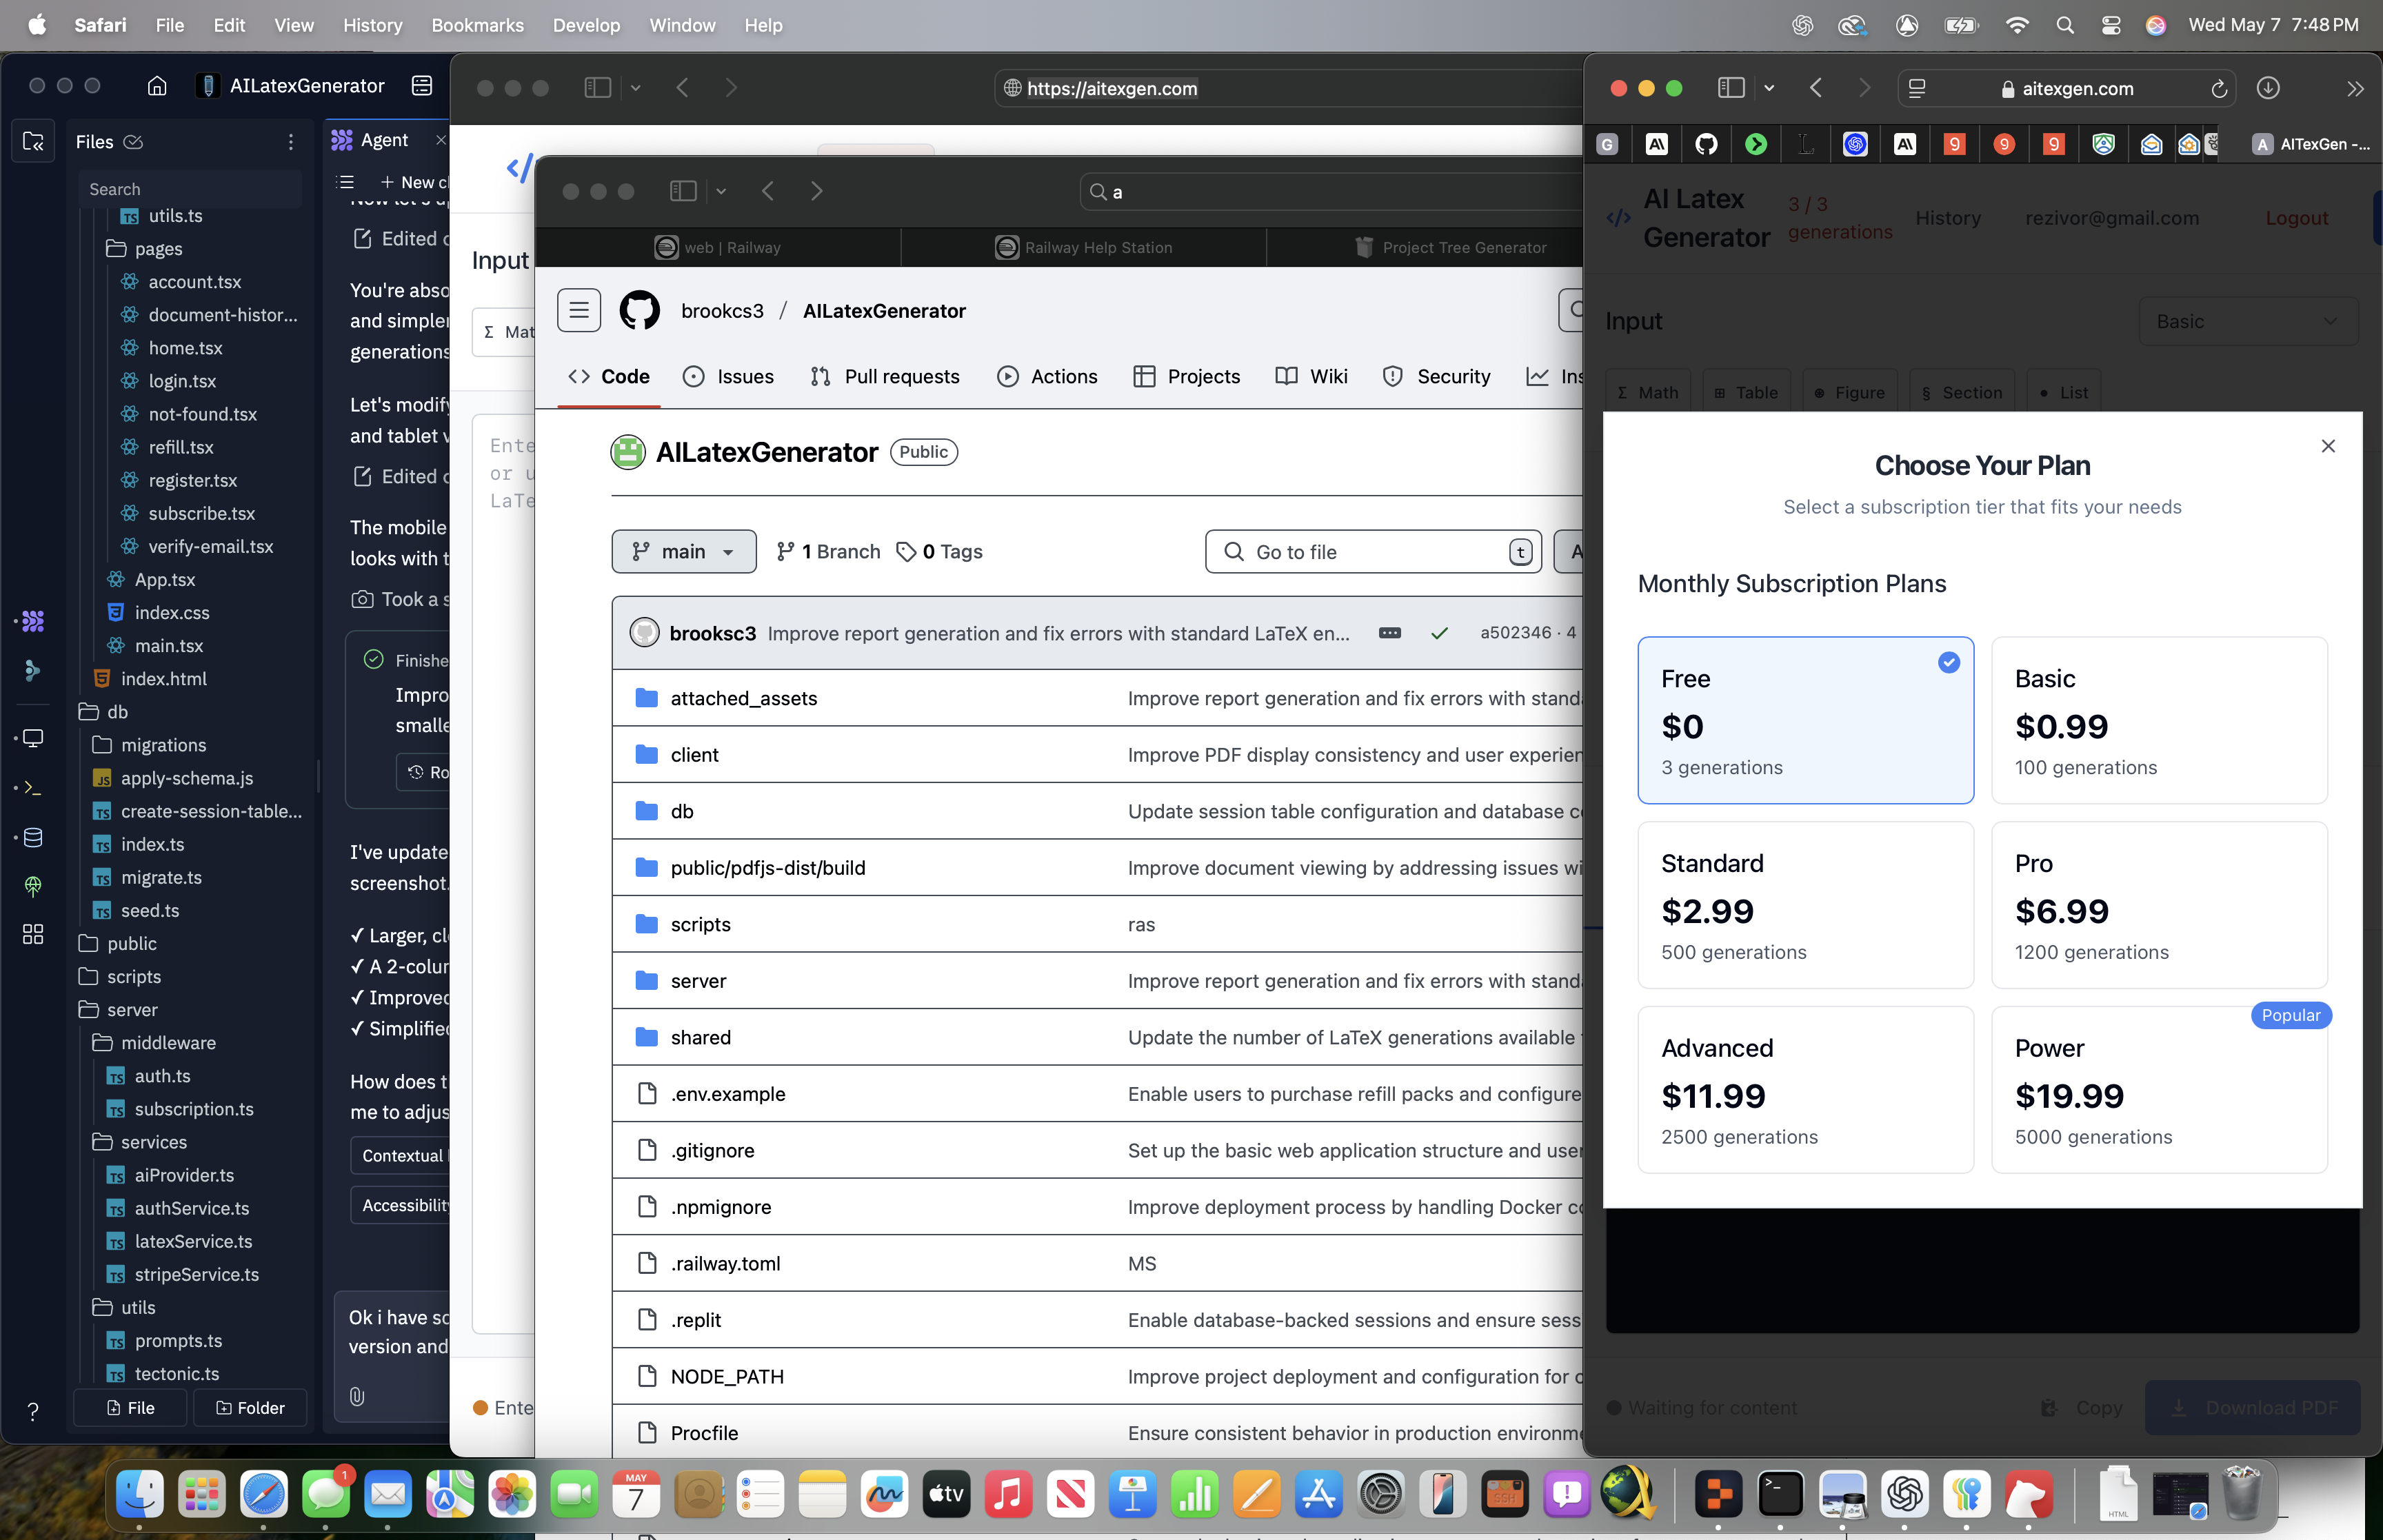 Safari File Edit View History Bookmarks Develop Window Help
Wed May 7 7:48 PM
AILatexGenerator
Files
Search
utils.ts
pages
account.tsx
document-histor...
home.tsx
login.tsx
not-found.tsx
refill.tsx
register.tsx
subscribe.tsx
verify-email.tsx
App.tsx
index.css
main.tsx
index.html
db
migrations
apply-schema.js
create-session-table...
index.ts
migrate.ts
seed.ts
public
scripts
server
middleware
auth.ts
subscription.ts
services
aiProvider.ts
authService.ts
latexService.ts
stripeService.ts
utils
prompts.ts
tectonic.ts
File Folder
Agent
+ New c
Edited
You're abso
and simpler
generations
Let's modify
and tablet
Edited
The mobile
looks with t
Took a s
Finishe
Impro
smalle
Ro
I've update
screenshot.
✓ Larger, cl
✓ A 2-colur
✓ Improved
✓ Simplified
How does t
me to adjus
Contextual
Accessibility
Ok i have sc
version and
https://aitexgen.com
Input
Σ Mat
Ente
or u
LaTe
Ente
a
web | Railway
Railway Help Station
Project Tree Generator
brookcs3 / AILatexGenerator
Code Issues Pull requests Actions Projects Wiki Security Ins
AILatexGenerator Public
main 1 Branch 0 Tags Go to file t A
brooksc3 Improve report generation and fix errors with standard LaTeX en... a502346 · 4
attached_assets Improve report generation and fix errors with standa
client Improve PDF display consistency and user experien
db Update session table configuration and database c
public/pdfjs-dist/build Improve document viewing by addressing issues wi
scripts ras
server Improve report generation and fix errors with standa
shared Update the number of LaTeX generations available
.env.example Enable users to purchase refill packs and configure
.gitignore Set up the basic web application structure and user
.npmignore Improve deployment process by handling Docker c
.railway.toml MS
.replit Enable database-backed sessions and ensure sess
NODE_PATH Improve project deployment and configuration for c
Procfile Ensure consistent behavior in production environme
aitexgen.com
AITexGen -...
AI Latex
Generator
3 / 3
generations
History rezivor@gmail.com Logout
Input Basic
Σ Math Table Figure § Section List
Choose Your Plan
Select a subscription tier that fits your needs
Monthly Subscription Plans
Free
$0
3 generations
Basic
$0.99
100 generations
Standard
$2.99
500 generations
Pro
$6.99
1200 generations
Advanced
$11.99
2500 generations
Popular
Power
$19.99
5000 generations
Waiting for content Copy Download PDF
1
MAY
7
tv
SSH
HTML